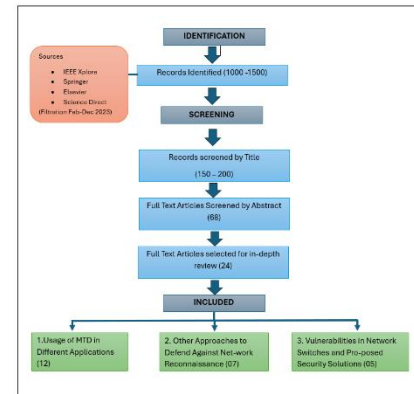 IDENTIFICATION
Sources
IEEE Xplore
Springer
Elsevier
Science Direct
(Filtration Feb-Dec 2025)
Records Identified (1000 -1500)
SCREENING
Records screened by Title
(150 – 200)
Full Text Articles Screened by Abstract
(68)
Full Text Articles selected for in-depth
review (24)
INCLUDED
1.Usage of MTD in
Different Applications
(12)
2. Other Approaches to
Defend Against Net-work
Reconnaissance (07)
3. Vulnerabilities in Network
Switches and Pro-posed
Security Solutions (05)